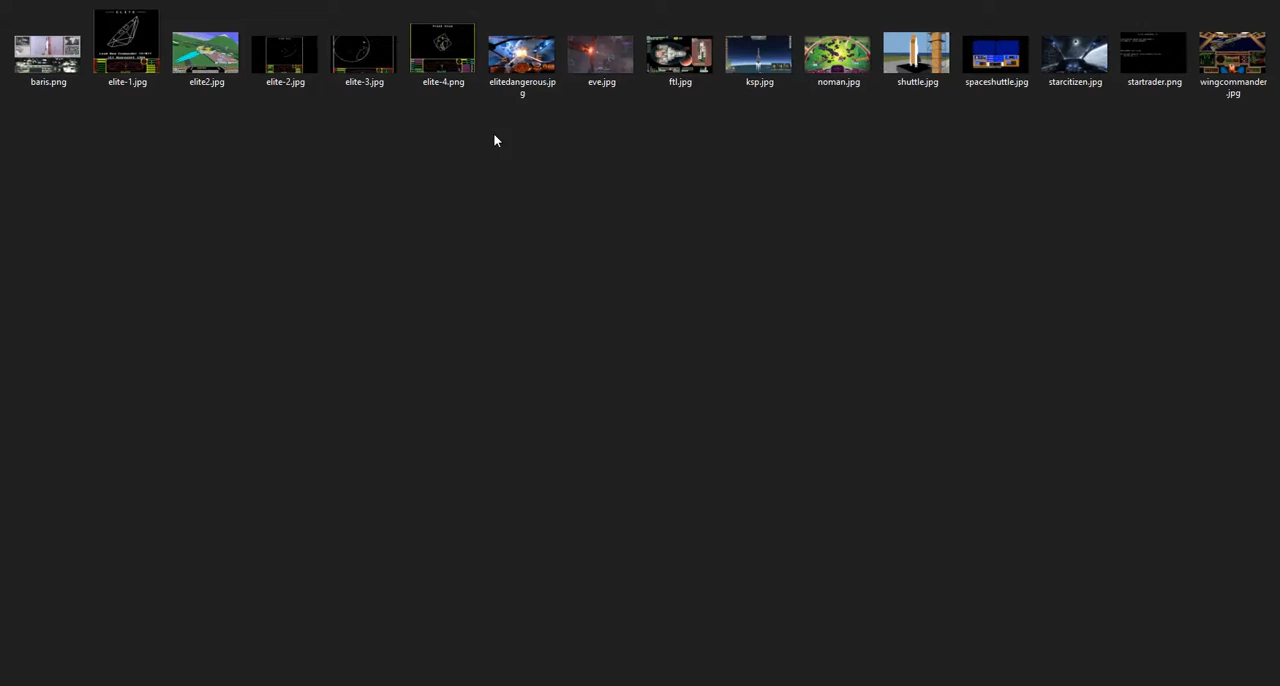 baris.png
elite-1.jpg
elite2.jpg
elite-2.jpg
elite-3.jpg
elite-4.png
elitedangerous.jp
g
eve.jpg
ftl.jpg
ksp.jpg
noman.jpg
shuttle.jpg
spaceshuttle.jpg
starcitizen.jpg
startrader.png
wingcommander
.jpg